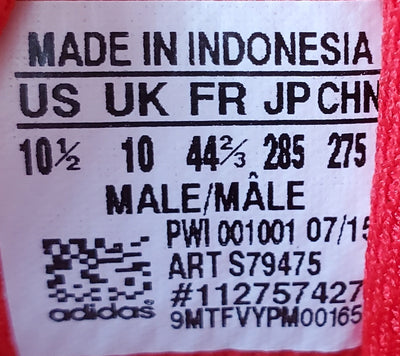 MADE IN INDONESIA
US UK FR JP CHN
10½ 10 44⅔ 285 275
MALE/MÂLE
PWI 001001 07/15
ART S79475
#112757427
adidas 9MTFVYPM00165